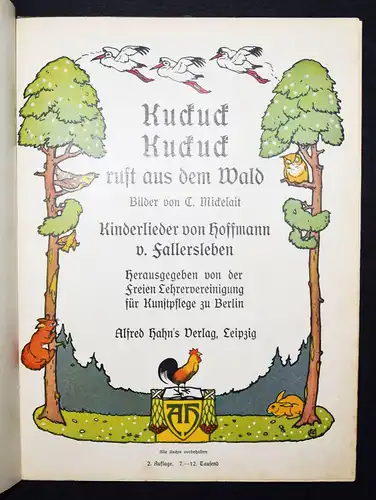 Kuckuck
Kuckuck
ruft aus dem Wald
Bilder von C. Mickelait
Kinderlieder von Hoffmann
v. Fallersleben
Herausgegeben von der
Freien Lehrervereinigung
für Kunstpflege zu Berlin
Alfred Hahn's Verlag, Leipzig
AH
Alle Rechte vorbehalten
2. Auflage. 7.—12. Tausend